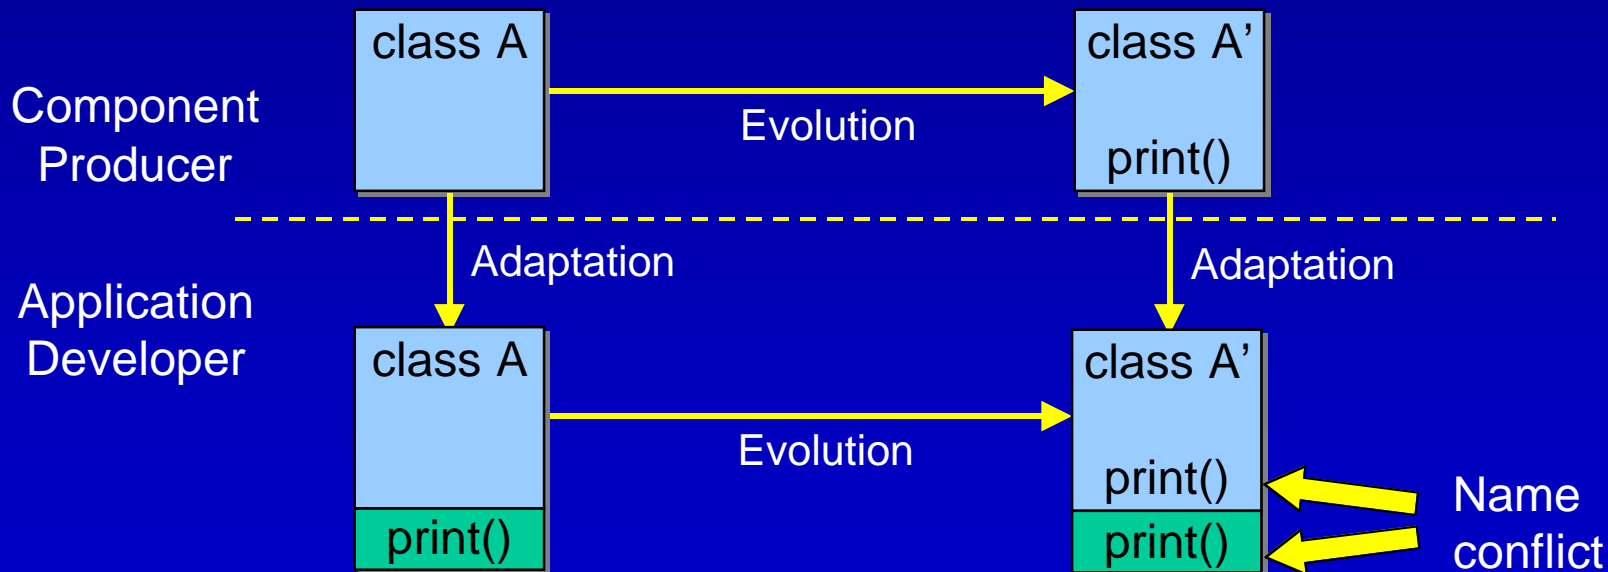 class A
class A’
Component
Producer
Evolution
print()
Adaptation
Adaptation
Application
Developer
class A
class A’
Evolution
print()
print()
print()
Name
conflict